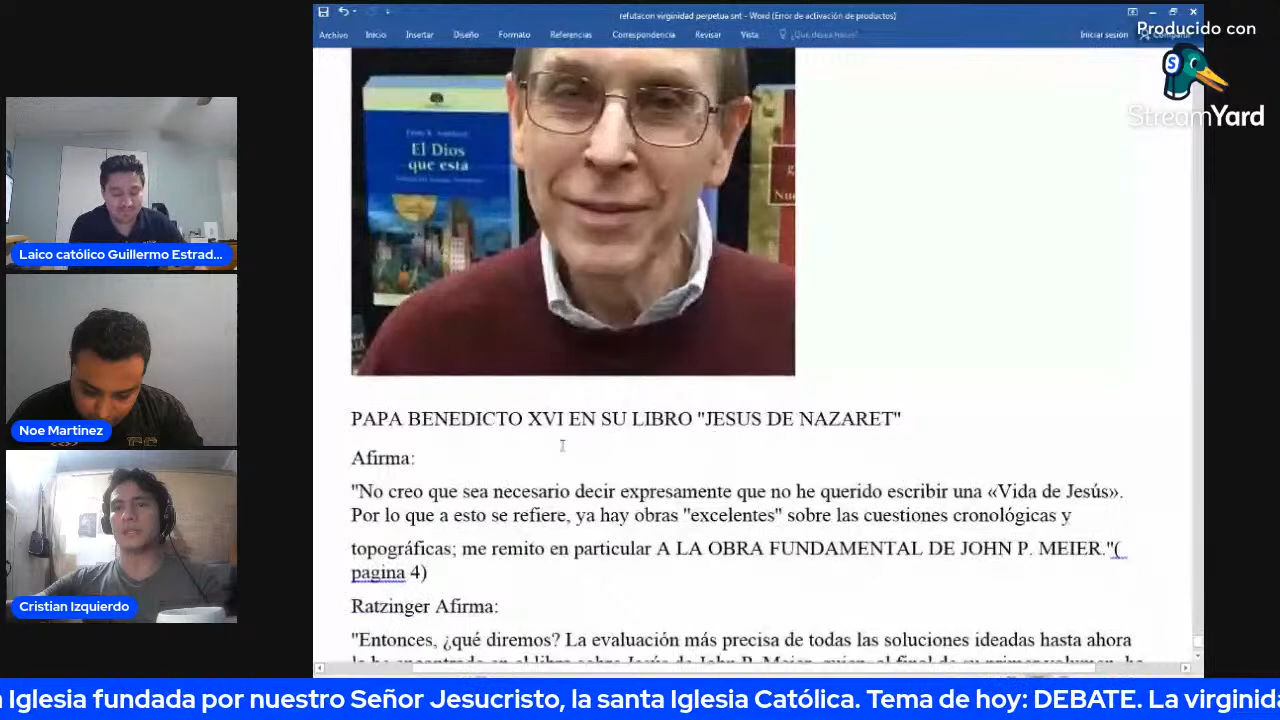 refutacon virginidad perpetua snt - Word (Error de activación de productos)
Archivo Inicio Insertar Diseño Formato Referencias Correspondencia Revisar Vista ¿Qué desea hacer? Iniciar sesión Compartir
Producido con
StreamYard
El Dios
que está
PAPA BENEDICTO XVI EN SU LIBRO "JESUS DE NAZARET"
Afirma:
"No creo que sea necesario decir expresamente que no he querido escribir una «Vida de Jesús».
Por lo que a esto se refiere, ya hay obras "excelentes" sobre las cuestiones cronológicas y
topográficas; me remito en particular A LA OBRA FUNDAMENTAL DE JOHN P. MEIER."(
pagina 4)
Ratzinger Afirma:
"Entonces, ¿qué diremos? La evaluación más precisa de todas las soluciones ideadas hasta ahora
Laico católico Guillermo Estrad...
Noe Martinez
Cristian Izquierdo
Iglesia fundada por nuestro Señor Jesucristo, la santa Iglesia Católica. Tema de hoy: DEBATE. La virginida